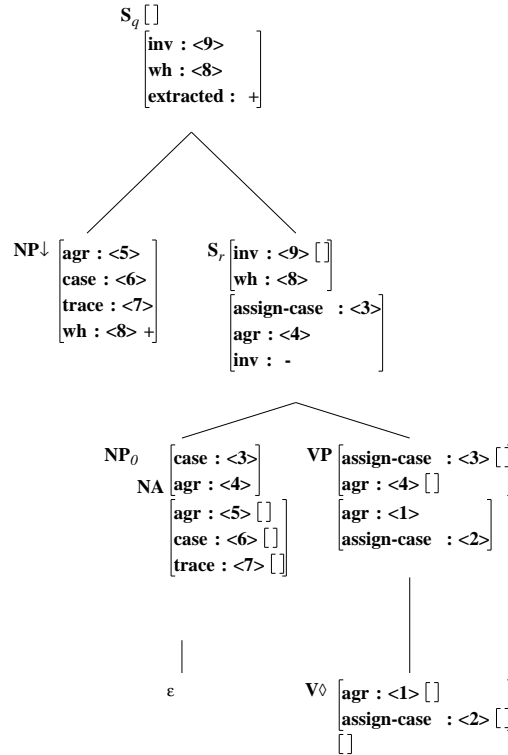 S_q []
inv : <9>
wh : <8>
extracted : +
NP↓ agr : <5>
case : <6>
trace : <7>
wh : <8> +
S_r inv : <9> []
wh : <8>
assign-case : <3>
agr : <4>
inv : -
NP_0 case : <3>
NA agr : <4>
agr : <5> []
case : <6> []
trace : <7> []
VP assign-case : <3> []
agr : <4> []
agr : <1>
assign-case : <2>
ε
V◊ agr : <1> []
assign-case : <2> []
[]